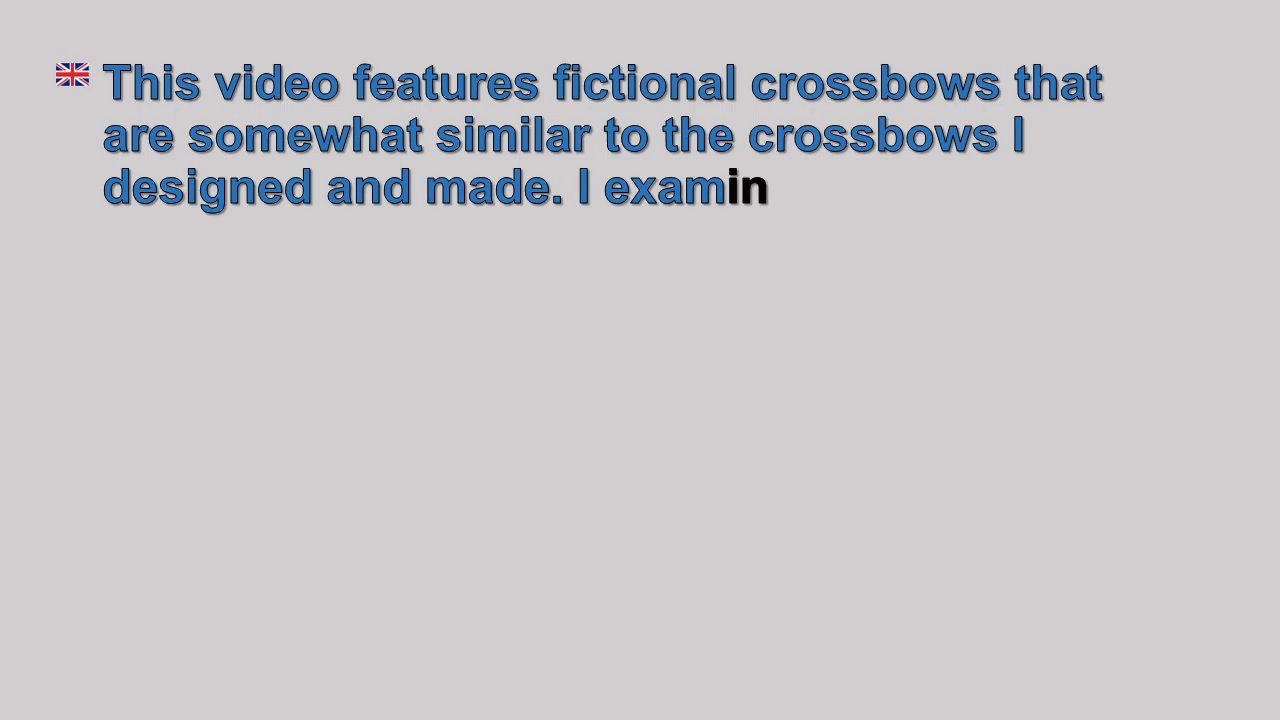 This video features fictional crossbows that
are somewhat similar to the crossbows I
designed and made. I examin